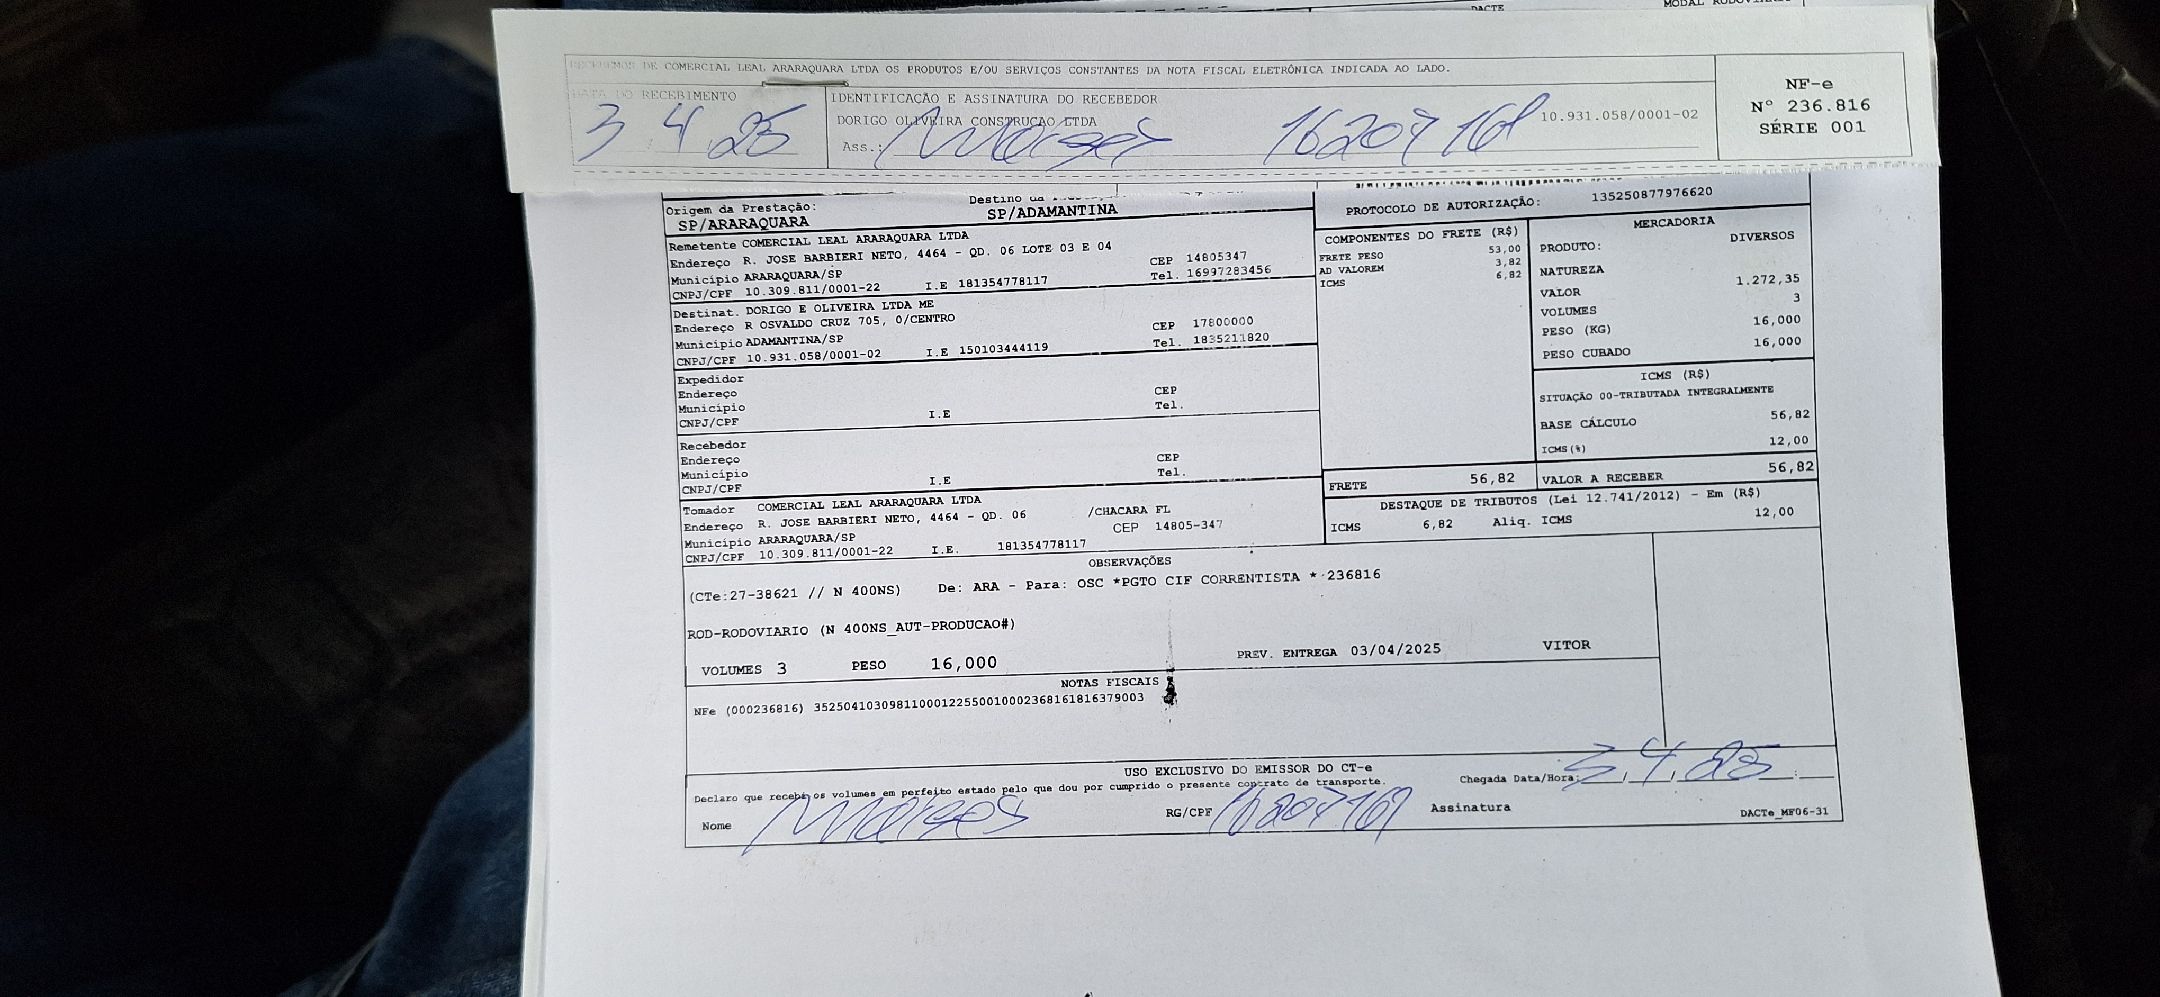 DACTE MODAL
RECEBEMOS DE COMERCIAL LEAL ARARAQUARA LTDA OS PRODUTOS E/OU SERVIÇOS CONSTANTES DA NOTA FISCAL ELETRÔNICA INDICADA AO LADO.
NF-e
Nº 236.816
SÉRIE 001
DATA DO RECEBIMENTO
3 4 25
IDENTIFICAÇÃO E ASSINATURA DO RECEBEDOR
DORIGO OLIVEIRA CONSTRUCAO LTDA 10.931.058/0001-02
Ass.:
Origem da Prestação:
SP/ARARAQUARA
Destino
SP/ADAMANTINA
PROTOCOLO DE AUTORIZAÇÃO: 135250877976620
Remetente COMERCIAL LEAL ARARAQUARA LTDA
Endereço R. JOSE BARBIERI NETO, 4464 - QD. 06 LOTE 03 E 04 CEP 14805347
Município ARARAQUARA/SP Tel. 16997283456
CNPJ/CPF 10.309.811/0001-22 I.E 181354778117
Destinat. DORIGO E OLIVEIRA LTDA ME
Endereço R OSVALDO CRUZ 705, 0/CENTRO CEP 17800000
Município ADAMANTINA/SP Tel. 1835211820
CNPJ/CPF 10.931.058/0001-02 I.E 150103444119
Expedidor
Endereço CEP
Município Tel.
CNPJ/CPF I.E
Recebedor
Endereço CEP
Município Tel.
CNPJ/CPF I.E
Tomador COMERCIAL LEAL ARARAQUARA LTDA
Endereço R. JOSE BARBIERI NETO, 4464 - QD. 06 /CHACARA FL
Município ARARAQUARA/SP CEP 14805-347
CNPJ/CPF 10.309.811/0001-22 I.E. 181354778117
COMPONENTES DO FRETE (R$)
FRETE PESO 53,00
AD VALOREM 3,82
ICMS 6,82
MERCADORIA
PRODUTO: DIVERSOS
NATUREZA
VALOR 1.272,35
VOLUMES 3
PESO (KG) 16,000
PESO CUBADO 16,000
ICMS (R$)
SITUAÇÃO 00-TRIBUTADA INTEGRALMENTE
BASE CÁLCULO 56,82
ICMS(%) 12,00
FRETE 56,82 VALOR A RECEBER 56,82
DESTAQUE DE TRIBUTOS (Lei 12.741/2012) - Em (R$)
ICMS 6,82 Aliq. ICMS 12,00
OBSERVAÇÕES
(CTe:27-38621 // N 400NS) De: ARA - Para: OSC *PGTO CIF CORRENTISTA * 236816
ROD-RODOVIARIO (N 400NS_AUT-PRODUCAO#)
VOLUMES 3 PESO 16,000 PREV. ENTREGA 03/04/2025 VITOR
NOTAS FISCAIS
NFe (000236816) 35250410309811000122550010002368161816379003
USO EXCLUSIVO DO EMISSOR DO CT-e
Declaro que recebi os volumes em perfeito estado pelo que dou por cumprido o presente contrato de transporte.
Chegada Data/Hora: 3 4 25
Nome RG/CPF Assinatura
DACTe_MF06-31